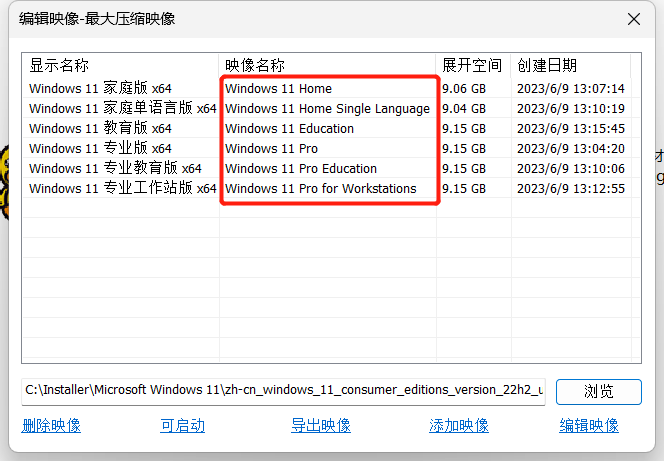 编辑映像-最大压缩映像
显示名称 映像名称 展开空间 创建日期
Windows 11 家庭版 x64 Windows 11 Home 9.06 GB 2023/6/9 13:07:14
Windows 11 家庭单语言版 x64 Windows 11 Home Single Language 9.04 GB 2023/6/9 13:10:19
Windows 11 教育版 x64 Windows 11 Education 9.15 GB 2023/6/9 13:15:45
Windows 11 专业版 x64 Windows 11 Pro 9.15 GB 2023/6/9 13:04:20
Windows 11 专业教育版 x64 Windows 11 Pro Education 9.15 GB 2023/6/9 13:10:06
Windows 11 专业工作站版 x64 Windows 11 Pro for Workstations 9.15 GB 2023/6/9 13:12:55
C:\Installer\Microsoft Windows 11\zh-cn_windows_11_consumer_editions_version_22h2_u 浏览
删除映像 可启动 导出映像 添加映像 编辑映像